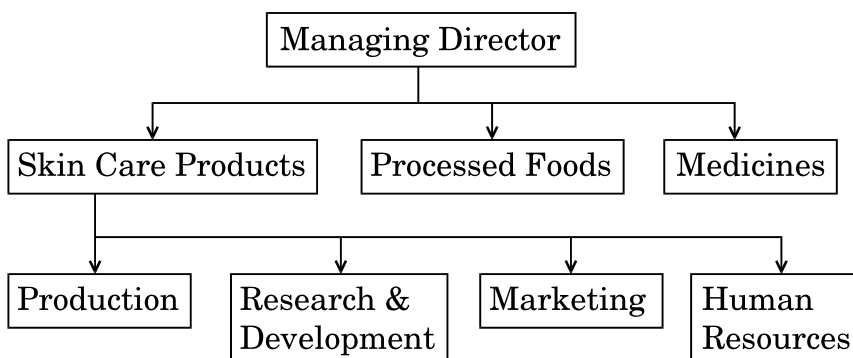 Managing Director
Skin Care Products
Processed Foods
Medicines
Production
Research &
Development
Marketing
Human
Resources